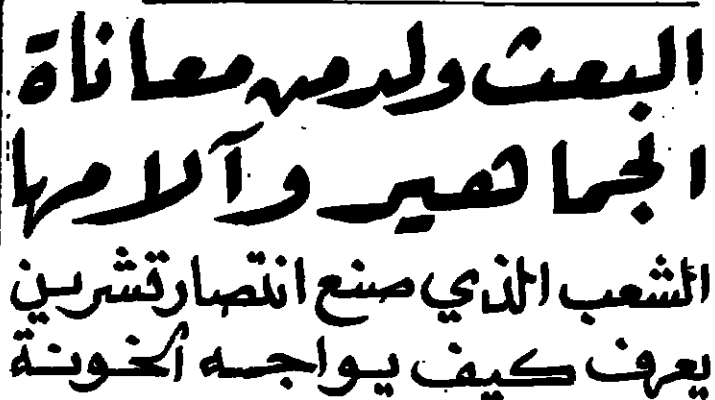 البعث ولد من معاناة
الجماهير وآلامها
الشعب الذي صنع انتصار تشرين
يعرف كيف يواجه الخونة